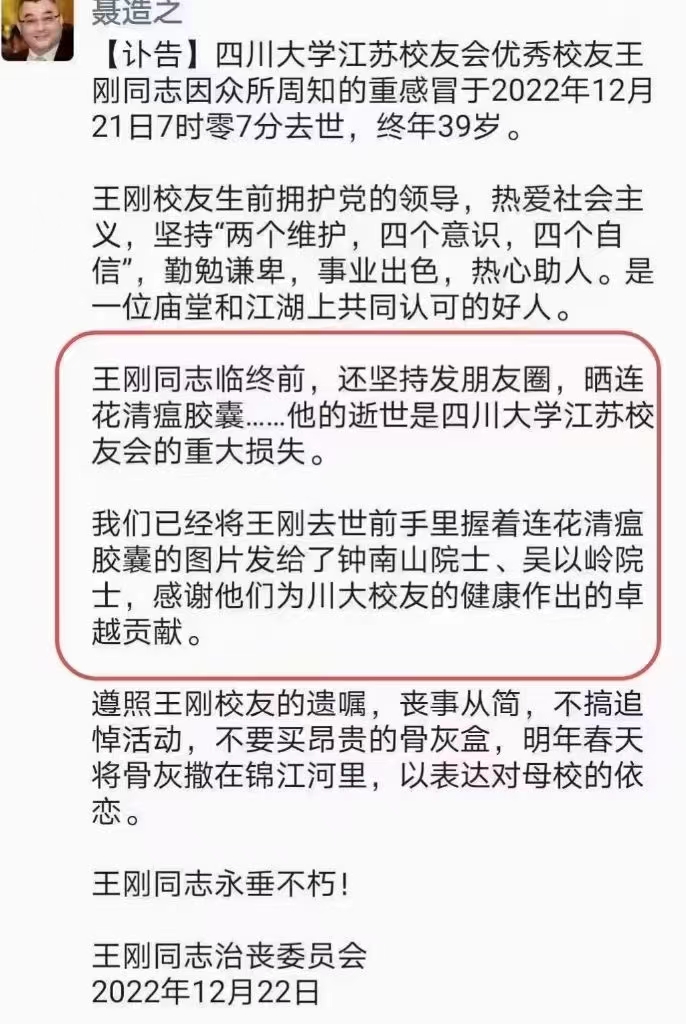 聂造之
【讣告】四川大学江苏校友会优秀校友王
刚同志因众所周知的重感冒于2022年12月
21日7时零7分去世，终年39岁。
王刚校友生前拥护党的领导，热爱社会主
义，坚持“两个维护，四个意识，四个自
信”，勤勉谦卑，事业出色，热心助人。是
一位庙堂和江湖上共同认可的好人。
王刚同志临终前，还坚持发朋友圈，晒连
花清瘟胶囊……他的逝世是四川大学江苏校
友会的重大损失。
我们已经将王刚去世前手里握着连花清瘟
胶囊的图片发给了钟南山院士、吴以岭院
士，感谢他们为川大校友的健康作出的卓
越贡献。
遵照王刚校友的遗嘱，丧事从简，不搞追
悼活动，不要买昂贵的骨灰盒，明年春天
将骨灰撒在锦江河里，以表达对母校的依
恋。
王刚同志永垂不朽！
王刚同志治丧委员会
2022年12月22日